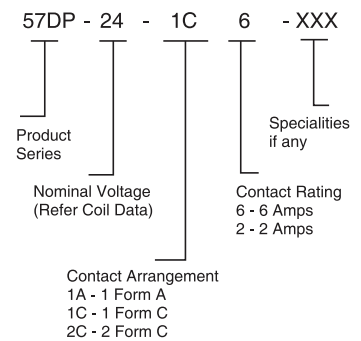 57DP - 24 - 1C 6 - XXX
Product
Series
Specialities
if any
Nominal Voltage
(Refer Coil Data)
Contact Rating
6 - 6 Amps
2 - 2 Amps
Contact Arrangement
1A - 1 Form A
1C - 1 Form C
2C - 2 Form C